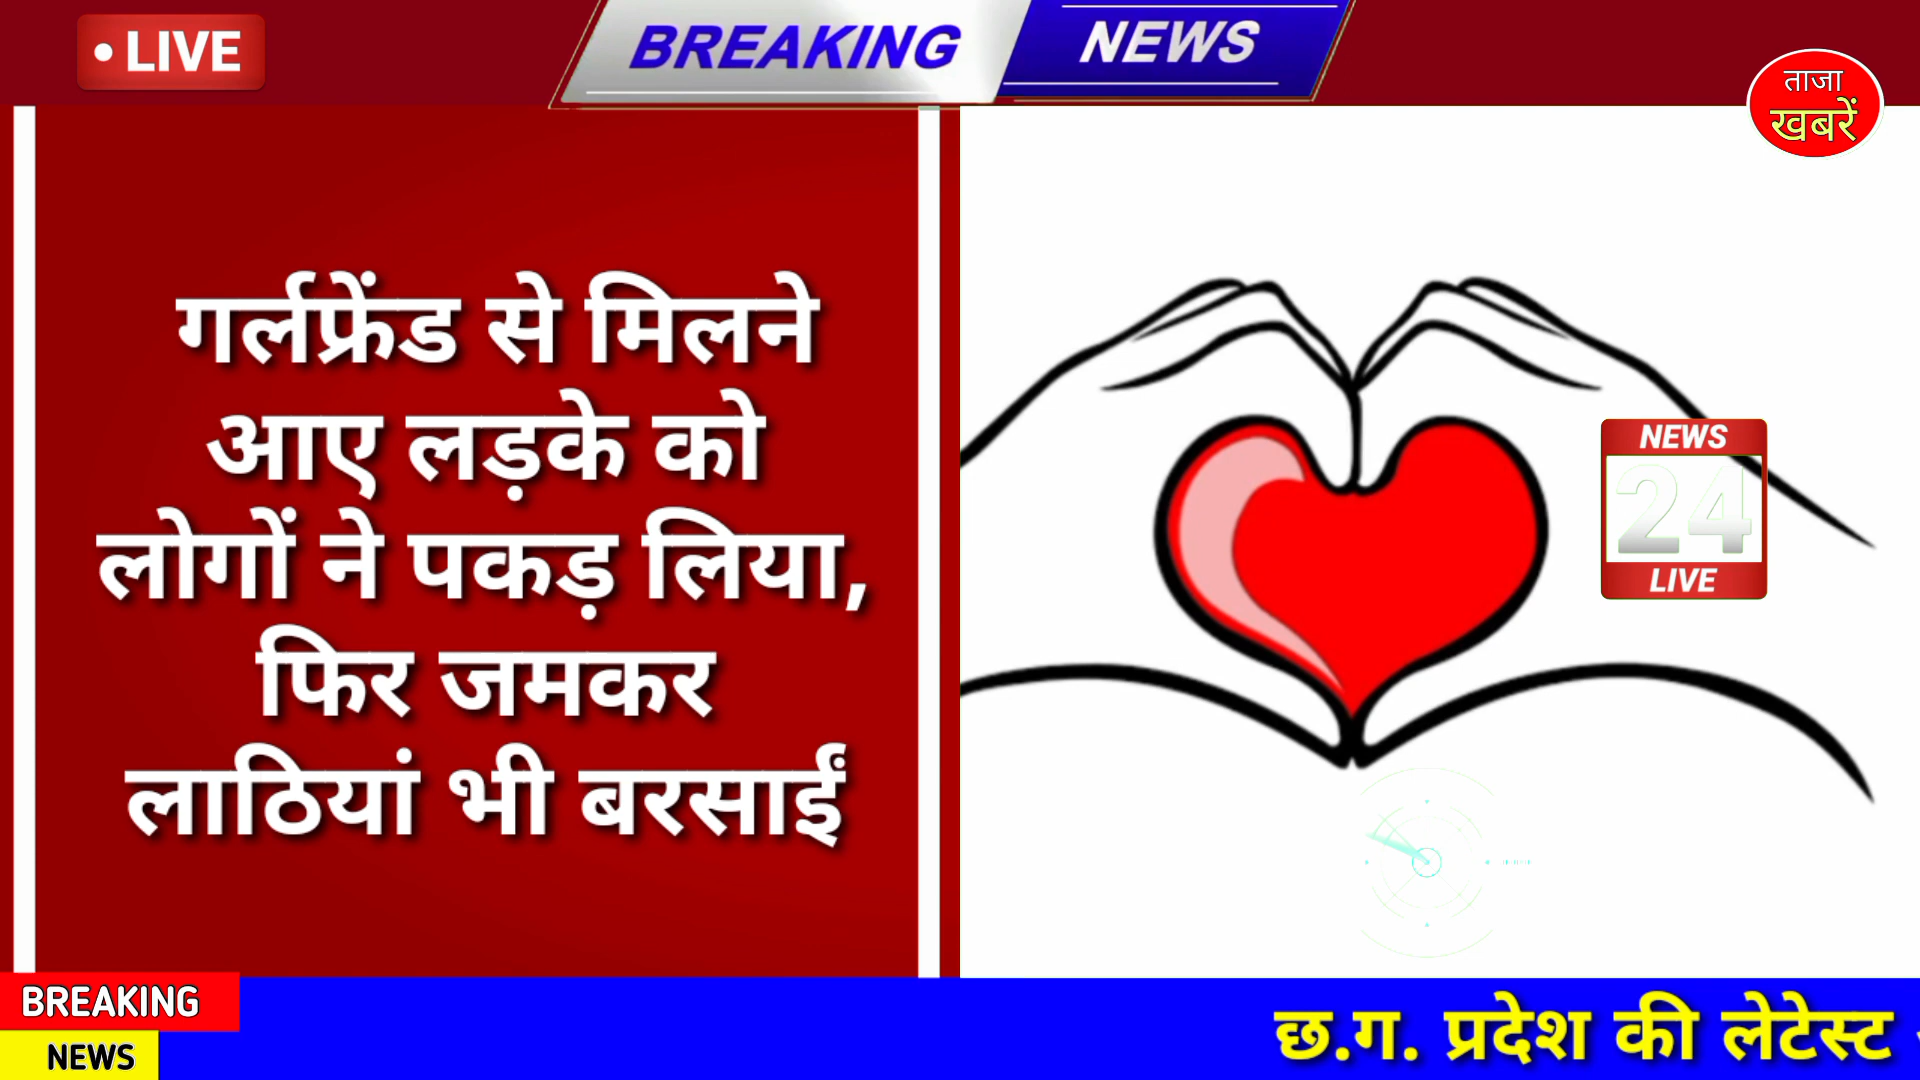 • LIVE
BREAKING NEWS
ताजा
खबरें
गर्लफ्रेंड से मिलने
आए लड़के को
लोगों ने पकड़ लिया,
फिर जमकर
लाठियां भी बरसाईं
NEWS
24
LIVE
BREAKING
NEWS
छ.ग. प्रदेश की लेटेस्ट